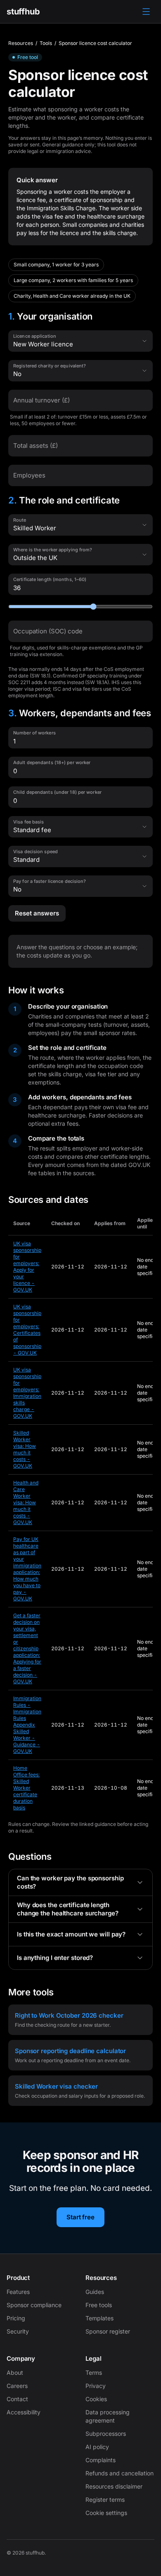 stuffhub
Resources / Tools / Sponsor licence cost calculator
Free tool
Sponsor licence cost
calculator
Estimate what sponsoring a worker costs the
employer and the worker, under current certificate
lengths.
Your answers stay in this page's memory. Nothing you enter is
saved or sent. General guidance only; this tool does not
provide legal or immigration advice.
Quick answer
Sponsoring a worker costs the employer a
licence fee, a certificate of sponsorship and
the Immigration Skills Charge. The worker side
adds the visa fee and the healthcare surcharge
for each person. Small companies and charities
pay less for the licence and the skills charge.
Small company, 1 worker for 3 years
Large company, 2 workers with families for 5 years
Charity, Health and Care worker already in the UK
1. Your organisation
Licence application
New Worker licence
Registered charity or equivalent?
No
Annual turnover (£)
Small if at least 2 of: turnover £15m or less, assets £7.5m or
less, 50 employees or fewer.
Total assets (£)
Employees
2. The role and certificate
Route
Skilled Worker
Where is the worker applying from?
Outside the UK
Certificate length (months, 1–60)
36
Occupation (SOC) code
Four digits, used for skills-charge exemptions and the GP
training visa extension.
The visa normally ends 14 days after the CoS employment
end date (SW 18.1). Confirmed GP specialty training under
SOC 2211 adds 4 months instead (SW 18.1A). IHS uses this
longer visa period, ISC and visa fee tiers use the CoS
employment length.
3. Workers, dependants and fees
Number of workers
1
Adult dependants (18+) per worker
0
Child dependants (under 18) per worker
0
Visa fee basis
Standard fee
Visa decision speed
Standard
Pay for a faster licence decision?
No
Reset answers
Answer the questions or choose an example;
the costs update as you go.
How it works
1
Describe your organisation
Charities and companies that meet at least 2
of the small-company tests (turnover, assets,
employees) pay the small sponsor rates.
2
Set the role and certificate
The route, where the worker applies from, the
certificate length and the occupation code set
the skills charge, visa fee tier and any
exemptions.
3
Add workers, dependants and fees
Each dependant pays their own visa fee and
healthcare surcharge. Faster decisions are
optional extra fees.
4
Compare the totals
The result splits employer and worker-side
costs and lists other certificate lengths. Every
amount carries the dated GOV.UK
fee tables in the notices.
Sources and dates
Source Checked on Applies from
UK visa
sponsorship
for
employers:
Apply for
your
licence -
GOV.UK
2026-11-12 2026-11-12
UK visa
sponsorship
for
employers:
Certificates
of
sponsorship
- GOV.UK
2026-11-12 2026-11-12
UK visa
sponsorship
for
employers:
Immigration
skills
charge -
GOV.UK
2026-11-12 2026-11-12
Skilled
Worker
visa: How
much it
costs -
GOV.UK
2026-11-12 2026-11-12
Health and
Care
Worker
visa: How
much it
costs -
GOV.UK
2026-11-12 2026-11-12
Pay for UK
healthcare
as part of
your
immigration
application:
How much
you have to
pay -
GOV.UK
2026-11-12 2026-11-12
Get a faster
decision on
your visa,
settlement
or
citizenship
application:
Applying for
a faster
decision -
GOV.UK
2026-11-12 2026-11-12
Immigration
Rules -
Immigration
Rules
Appendix
Skilled
Worker -
Guidance -
GOV.UK
2026-11-12 2026-11-12
Home
Office fees:
Skilled
Worker
certificate
duration
basis
2026-11-13 2026-10-08
Rules can change: Review the linked guidance before acting
on a result.
Questions
Can the worker pay the sponsorship
costs?
Why does the certificate length
change the healthcare surcharge?
Is this the exact amount we will pay?
Is anything I enter stored?
More tools
Right to Work October 2026 checker
Find the checking route for a new starter.
Sponsor reporting deadline calculator
Work out a reporting deadline from an event date.
Skilled Worker visa checker
Check occupation and salary inputs for a proposed role.
Keep sponsor and HR
records in one place
Start on the free plan. No card needed.
Start free
Product
Features
Sponsor compliance
Pricing
Security
Resources
Guides
Free tools
Templates
Sponsor register
Company
About
Careers
Contact
Accessibility
Legal
Terms
Privacy
Cookies
Data processing
agreement
Subprocessors
AI policy
Complaints
Refunds and cancellation
Resources disclaimer
Register terms
Cookie settings
© 2026 stuffhub.